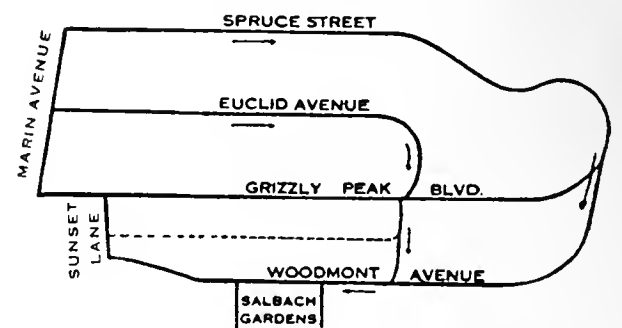 SPRUCE STREET
MARIN AVENUE
EUCLID AVENUE
GRIZZLY PEAK BLVD.
SUNSET
LANE
WOODMONT AVENUE
SALBACH
GARDENS